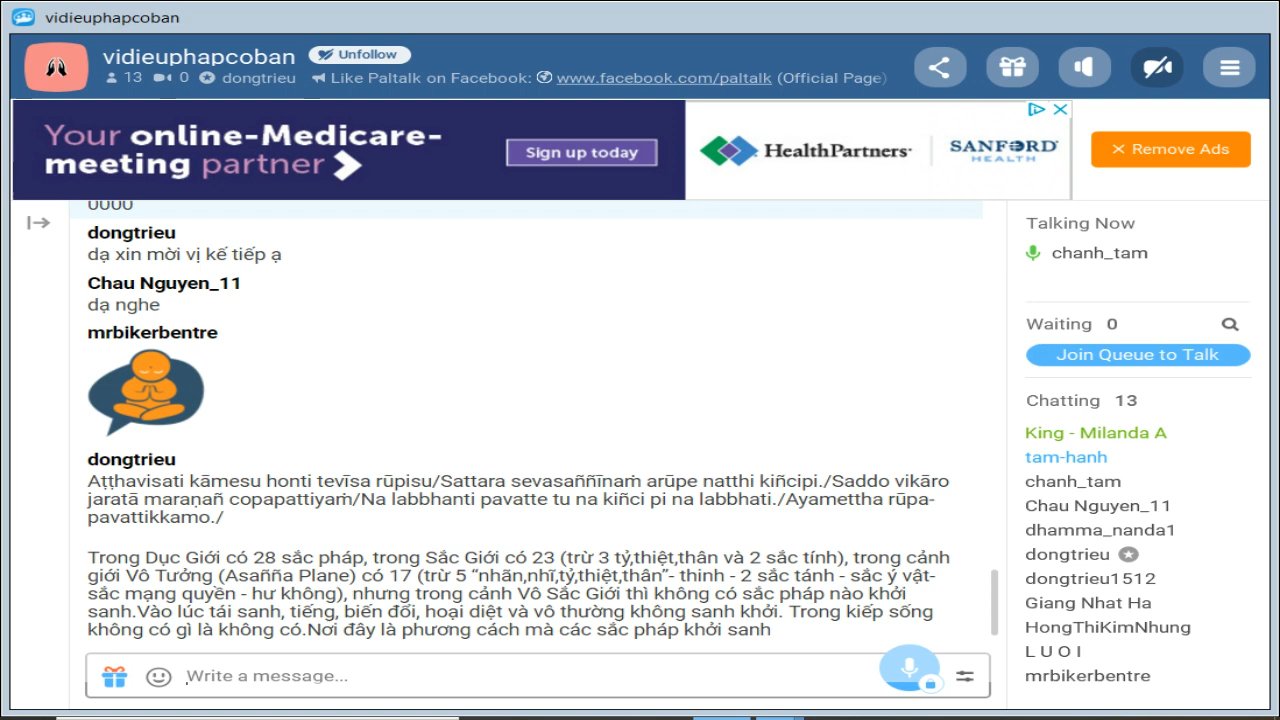 vidieuphapcoban
vidieuphapcoban Unfollow
13 0 dongtrieu Like Paltalk on Facebook: www.facebook.com/paltalk (Official Page)
Your online-Medicare-
meeting partner
Sign up today
HealthPartners
SANFORD
HEALTH
Remove Ads
0000
dongtrieu
dạ xin mời vị kế tiếp ạ
Chau Nguyen_11
dạ nghe
mrbikerbentre
dongtrieu
Aṭṭhavisati kāmesu honti tevīsa rūpisu/Sattara sevasaññīnaṁ arūpe natthi kiñcipi./Saddo vikāro
jaratā maraṇañ copapattiyaṁ/Na labbhanti pavatte tu na kiñci pi na labbhati./Ayamettha rūpa-
pavattikkamo./
Trong Dục Giới có 28 sắc pháp, trong Sắc Giới có 23 (trừ 3 tỷ,thiệt,thân và 2 sắc tính), trong cảnh
giới Vô Tưởng (Asañña Plane) có 17 (trừ 5 “nhãn,nhĩ,tỷ,thiệt,thân”- thinh - 2 sắc tánh - sắc ý vật-
sắc mạng quyền - hư không), nhưng trong cảnh Vô Sắc Giới thì không có sắc pháp nào khởi
sanh.Vào lúc tái sanh, tiếng, biến đổi, hoại diệt và vô thường không sanh khởi. Trong kiếp sống
không có gì là không có.Nơi đây là phương cách mà các sắc pháp khởi sanh
Write a message...
Talking Now
chanh_tam
Waiting 0
Join Queue to Talk
Chatting 13
King - Milanda A
tam-hanh
chanh_tam
Chau Nguyen_11
dhamma_nanda1
dongtrieu
dongtrieu1512
Giang Nhat Ha
HongThiKimNhung
L U O I
mrbikerbentre